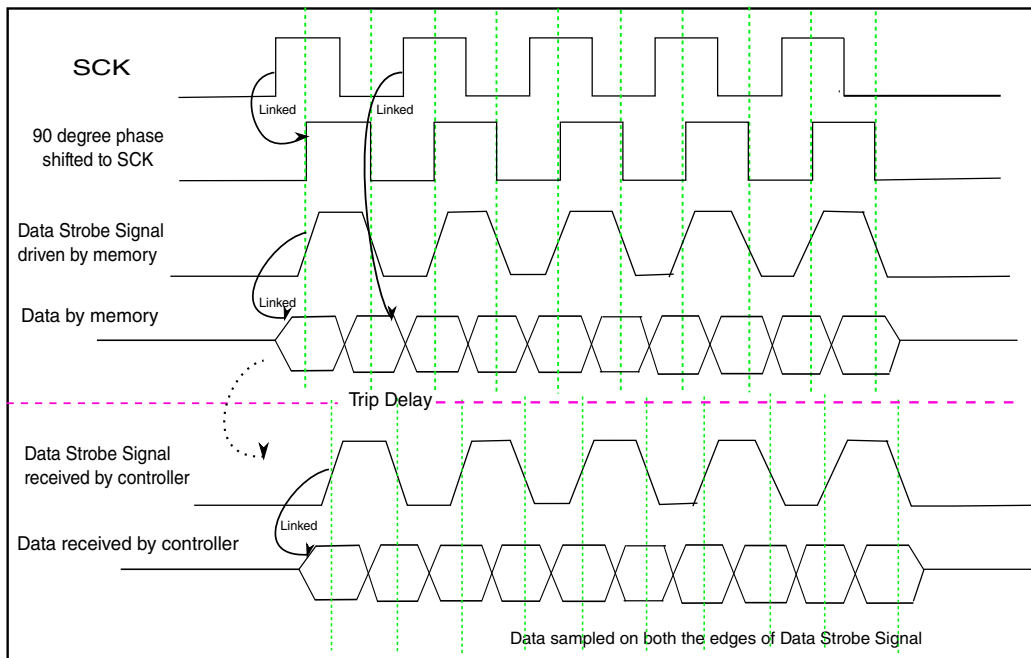 SCK
Linked
Linked
90 degree phase
shifted to SCK
Data Strobe Signal
driven by memory
Linked
Data by memory
Trip Delay
Data Strobe Signal
received by controller
Linked
Data received by controller
Data sampled on both the edges of Data Strobe Signal